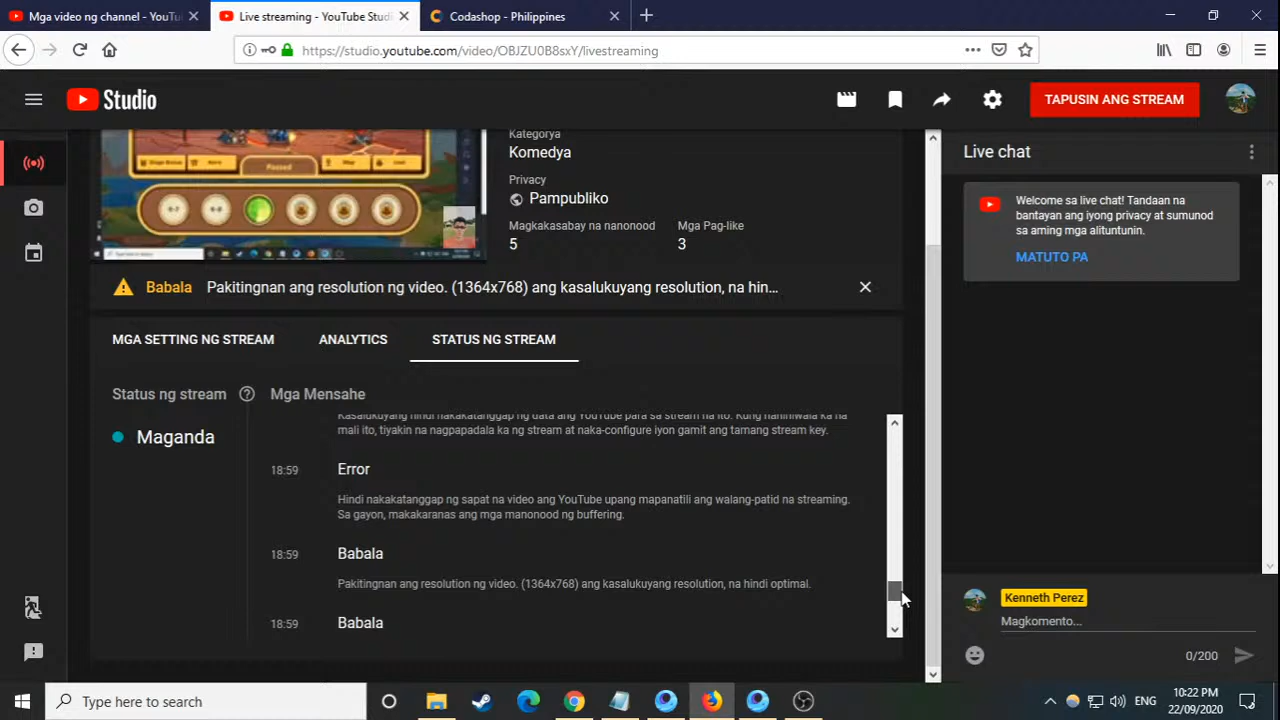 Mga video ng channel - YouTu
Live streaming - YouTube Studi
Codashop - Philippines
https://studio.youtube.com/video/OBJZU0B8sxY/livestreaming
Studio
TAPUSIN ANG STREAM
Kategorya
Komedya
Privacy
Pampubliko
Magkakasabay na nanonood
Mga Pag-like
5
3
Passed
Babala
Pakitingnan ang resolution ng video. (1364x768) ang kasalukuyang resolution, na hin...
MGA SETTING NG STREAM
ANALYTICS
STATUS NG STREAM
Status ng stream
Mga Mensahe
Maganda
Kasalukuyang hindi nakakatanggap ng data ang YouTube para sa stream na ito. Kung naniniwala ka na
mali ito, tiyakin na nagpapadala ka ng stream at naka-configure iyon gamit ang tamang stream key.
18:59
Error
Hindi nakakatanggap ng sapat na video ang YouTube upang mapanatili ang walang-patid na streaming.
Sa gayon, makakaranas ang mga manonood ng buffering.
18:59
Babala
Pakitingnan ang resolution ng video. (1364x768) ang kasalukuyang resolution, na hindi optimal.
18:59
Babala
Live chat
Welcome sa live chat! Tandaan na
bantayan ang iyong privacy at sumunod
sa aming mga alituntunin.
MATUTO PA
Kenneth Perez
Magkomento...
0/200
Type here to search
ENG
10:22 PM
22/09/2020